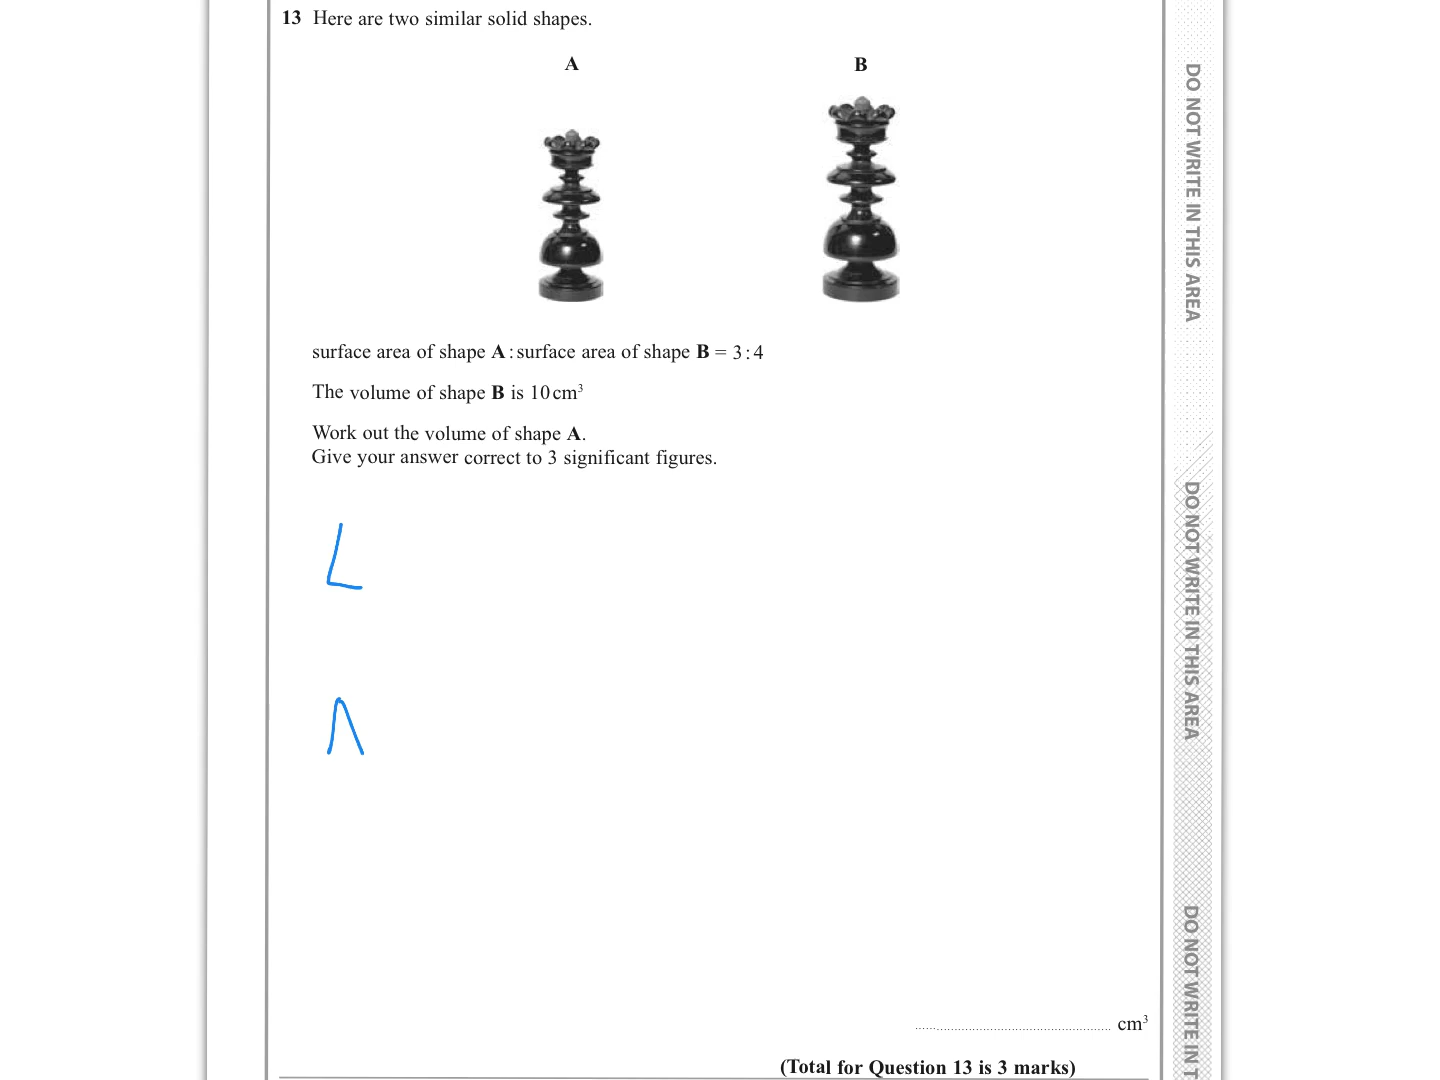 13 Here are two similar solid shapes.
A B
surface area of shape A : surface area of shape B = 3 : 4
The volume of shape B is 10 cm³
Work out the volume of shape A.
Give your answer correct to 3 significant figures.
L
.................................................. cm³
(Total for Question 13 is 3 marks)
DO NOT WRITE IN THIS AREA
DO NOT WRITE IN THIS AREA
DO NOT WRITE IN T